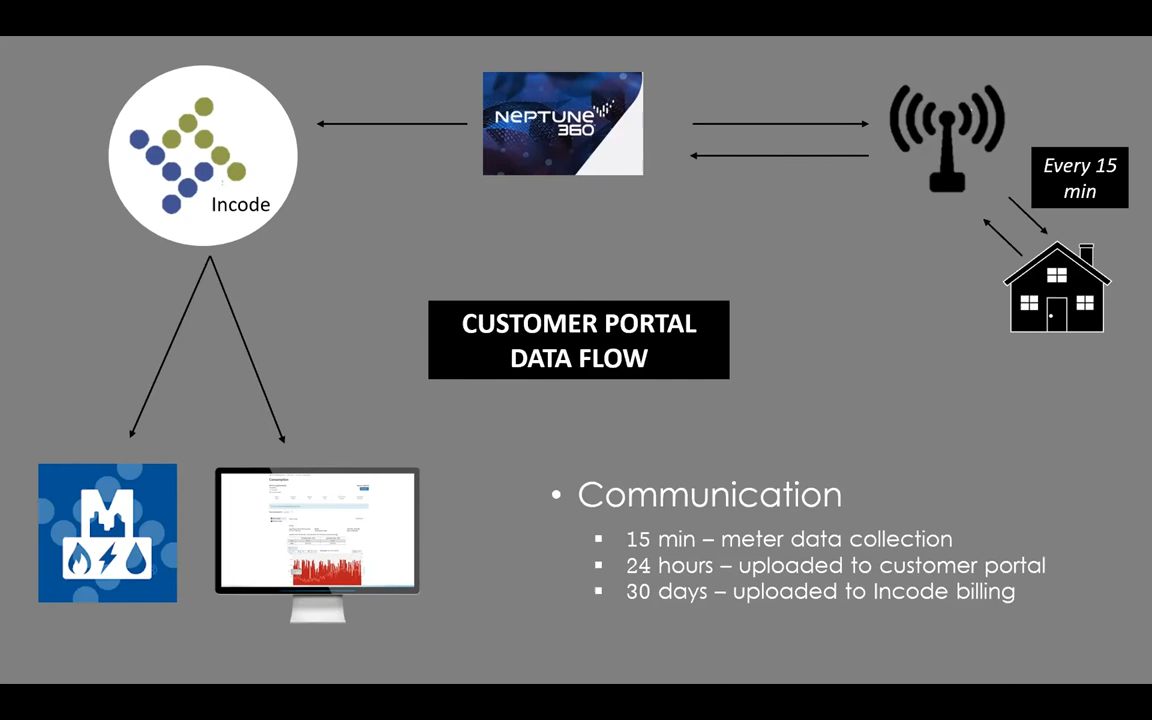 NEPTUNE
360
Every 15
min
Incode
CUSTOMER PORTAL
DATA FLOW
Consumption
M
• Communication
▪ 15 min – meter data collection
▪ 24 hours – uploaded to customer portal
▪ 30 days – uploaded to Incode billing